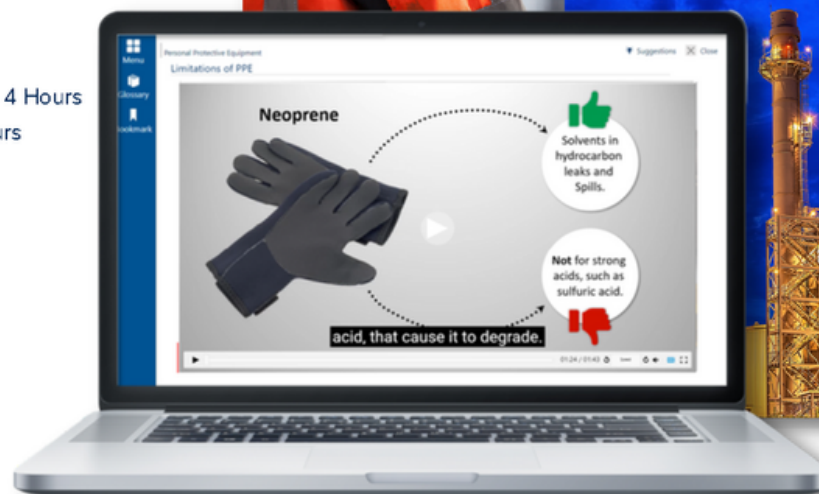 4 Hours
urs
Menu
Glossary
ookmark
Personal Protective Equipment
Suggestions
Close
Limitations of PPE
Neoprene
Solvents in
hydrocarbon
leaks and
Spills.
Not for strong
acids, such as
sulfuric acid.
acid, that cause it to degrade.
01:24 / 01:43